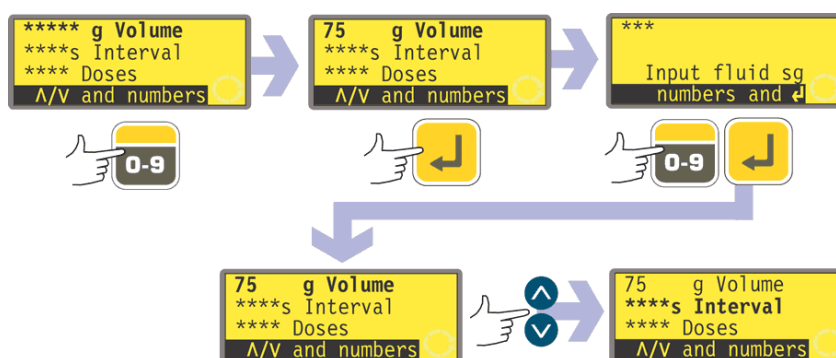 ***** g Volume
****s Interval
**** Doses
Λ/V and numbers
75 g Volume
****s Interval
**** Doses
Λ/V and numbers
***
Input fluid sg
numbers and ↵
0-9
↵
0-9
↵
75 g Volume
****s Interval
**** Doses
Λ/V and numbers
75 g Volume
****s Interval
**** Doses
Λ/V and numbers